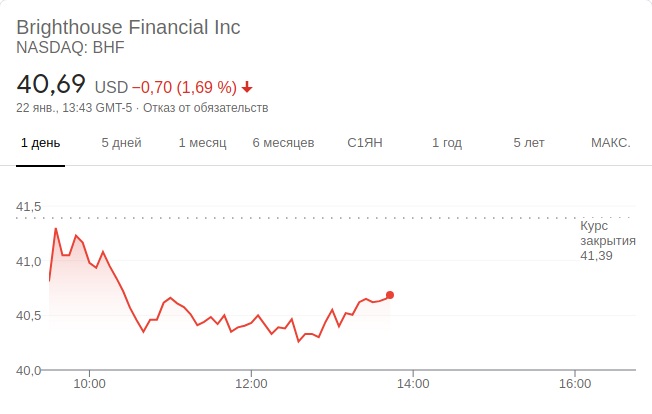 Brighthouse Financial Inc
NASDAQ: BHF
40,69 USD −0,70 (1,69 %)
22 янв., 13:43 GMT-5 · Отказ от обязательств
1 день 5 дней 1 месяц 6 месяцев С1ЯН 1 год 5 лет МАКС.
41,5
Курс
закрытия
41,39
41,0
40,5
40,0
10:00 12:00 14:00 16:00